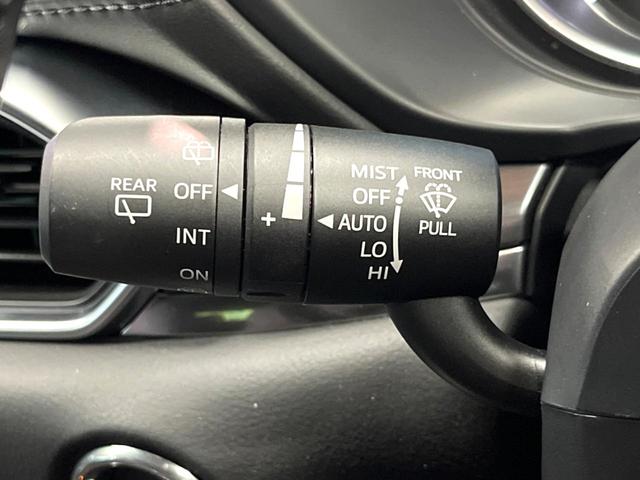 REAR
OFF
INT
ON
+
MIST
OFF
AUTO
LO
HI
FRONT
PULL